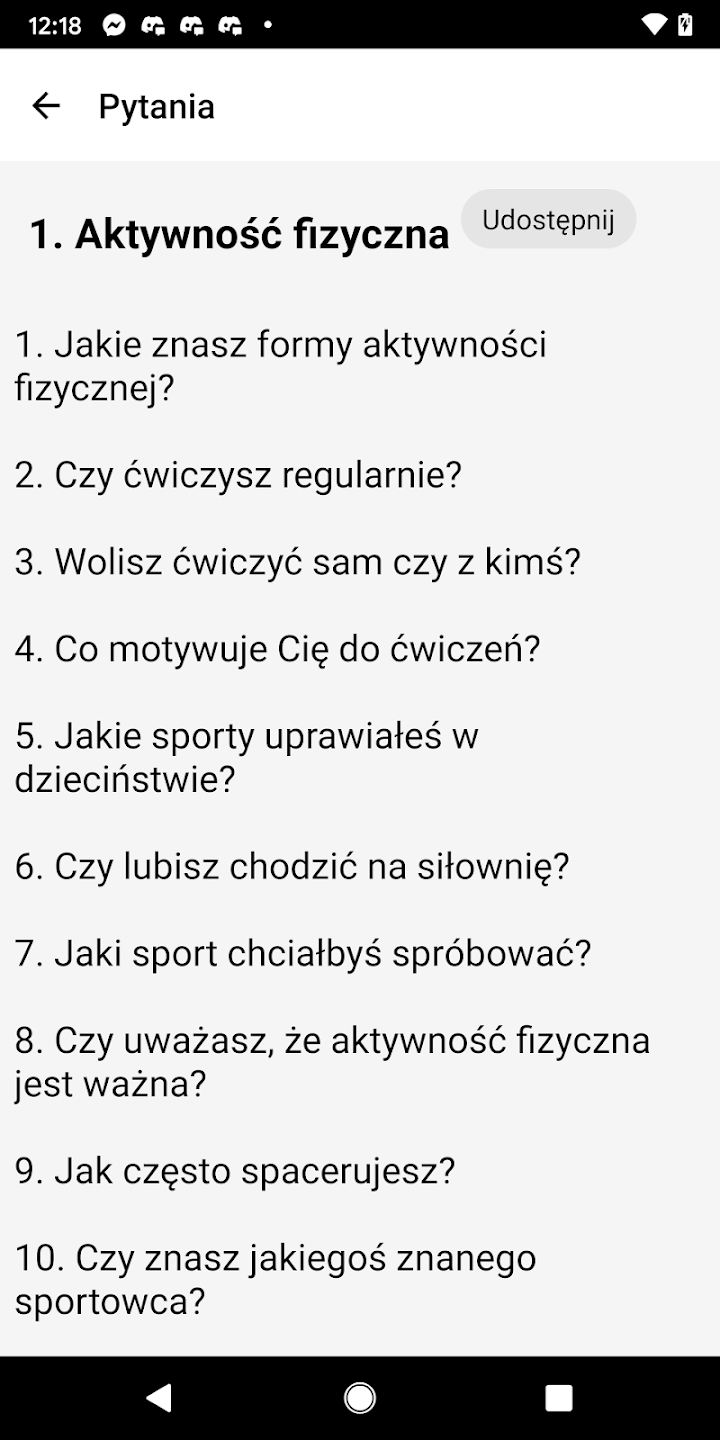 12:18
Pytania
1. Aktywność fizyczna
Udostępnij
1. Jakie znasz formy aktywności
fizycznej?
2. Czy ćwiczysz regularnie?
3. Wolisz ćwiczyć sam czy z kimś?
4. Co motywuje Cię do ćwiczeń?
5. Jakie sporty uprawiałeś w
dzieciństwie?
6. Czy lubisz chodzić na siłownię?
7. Jaki sport chciałbyś spróbować?
8. Czy uważasz, że aktywność fizyczna
jest ważna?
9. Jak często spacerujesz?
10. Czy znasz jakiegoś znanego
sportowca?